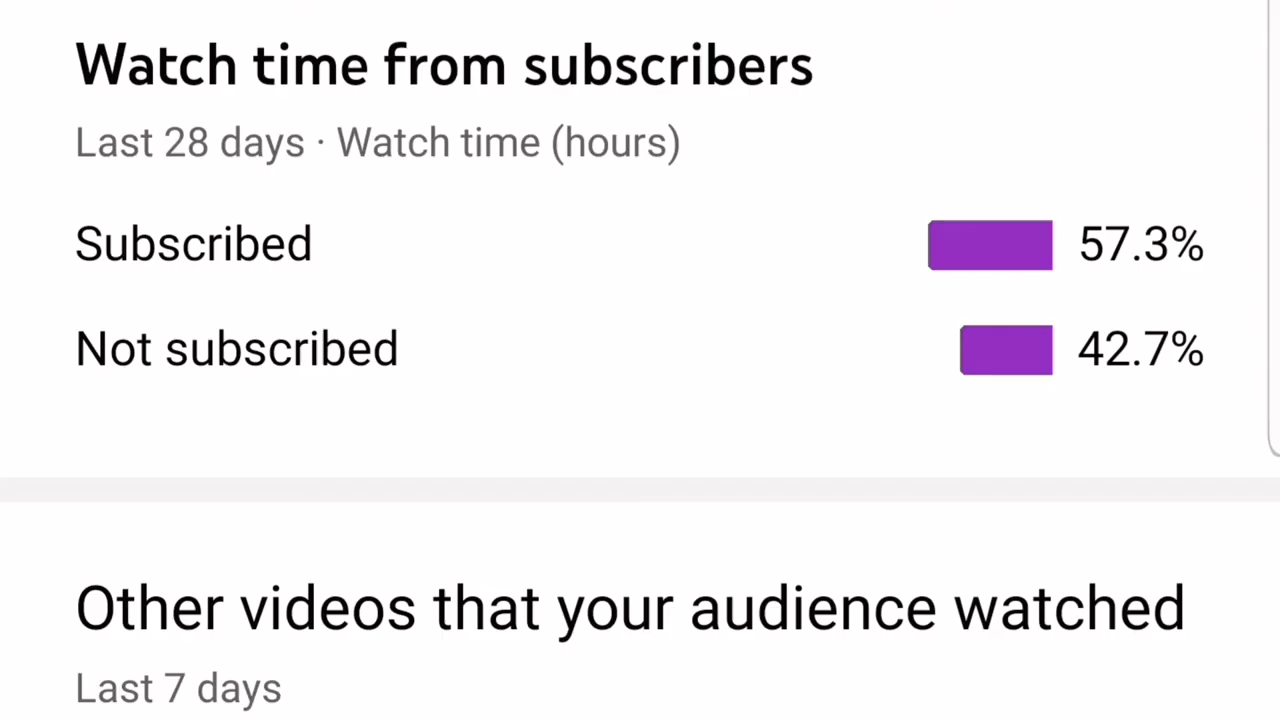 Watch time from subscribers
Last 28 days · Watch time (hours)
Subscribed 57.3%
Not subscribed 42.7%
Other videos that your audience watched
Last 7 days